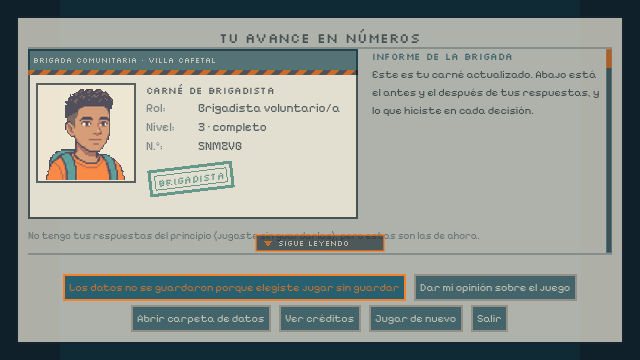 TU AVANCE EN NÚMEROS
BRIGADA COMUNITARIA · VILLA CAFETAL
CARNÉ DE BRIGADISTA
Rol: Brigadista voluntario/a
Nivel: 3 · completo
N.º: SNMZVG
BRIGADISTA
INFORME DE LA BRIGADA
Este es tu carné actualizado. Abajo está
el antes y el después de tus respuestas, y
lo que hiciste en cada decisión.
No tengo tus respuestas del principio (jugaste son las de ahora.
SIGUE LEYENDO
Los datos no se guardaron porque elegiste jugar sin guardar
Dar mi opinión sobre el juego
Abrir carpeta de datos
Ver créditos
Jugar de nuevo
Salir